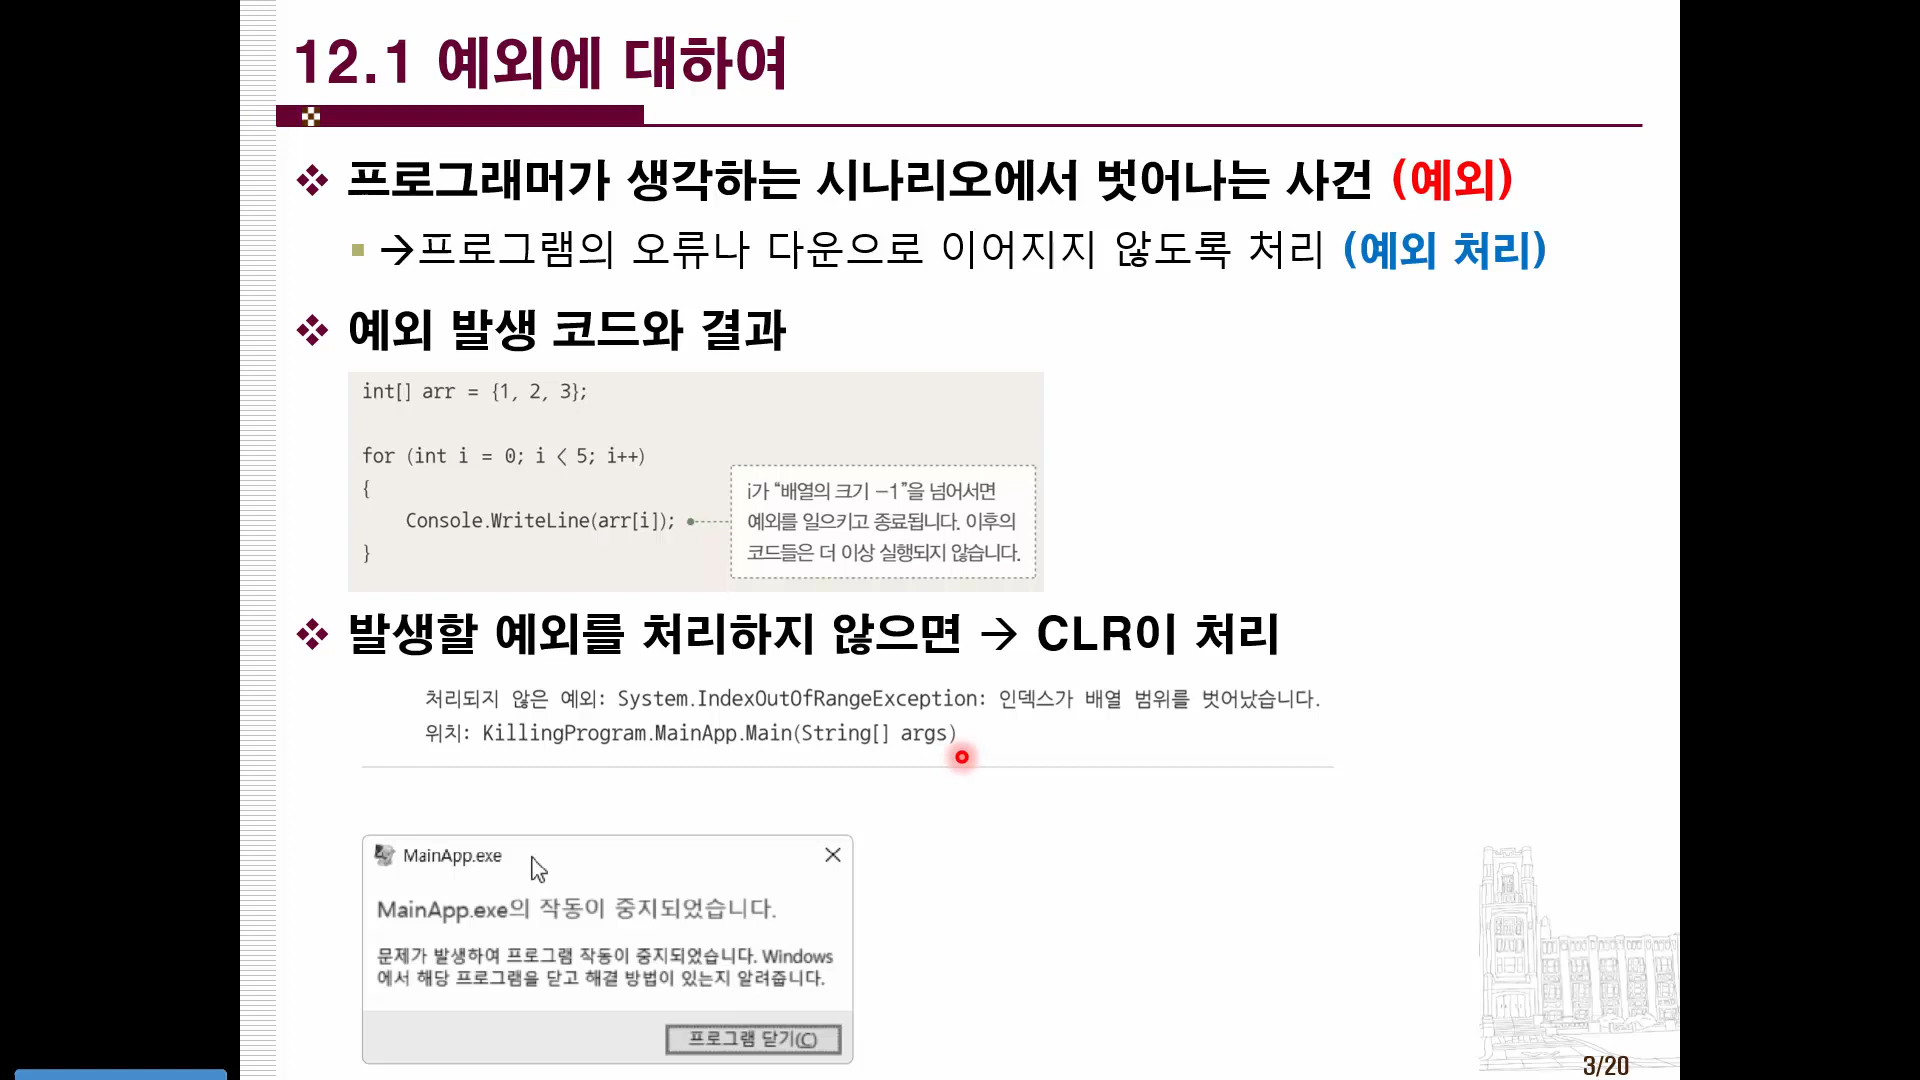 12.1 예외에 대하여
프로그래머가 생각하는 시나리오에서 벗어나는 사건 (예외)
→프로그램의 오류나 다운으로 이어지지 않도록 처리 (예외 처리)
예외 발생 코드와 결과
int[] arr = {1, 2, 3};
for (int i = 0; i < 5; i++)
{
Console.WriteLine(arr[i]);
}
i가 “배열의 크기 –1”을 넘어서면
예외를 일으키고 종료됩니다. 이후의
코드들은 더 이상 실행되지 않습니다.
발생할 예외를 처리하지 않으면 → CLR이 처리
처리되지 않은 예외: System.IndexOutOfRangeException: 인덱스가 배열 범위를 벗어났습니다.
위치: KillingProgram.MainApp.Main(String[] args)
MainApp.exe
MainApp.exe의 작동이 중지되었습니다.
문제가 발생하여 프로그램 작동이 중지되었습니다. Windows
에서 해당 프로그램을 닫고 해결 방법이 있는지 알려줍니다.
프로그램 닫기(C)
3/20